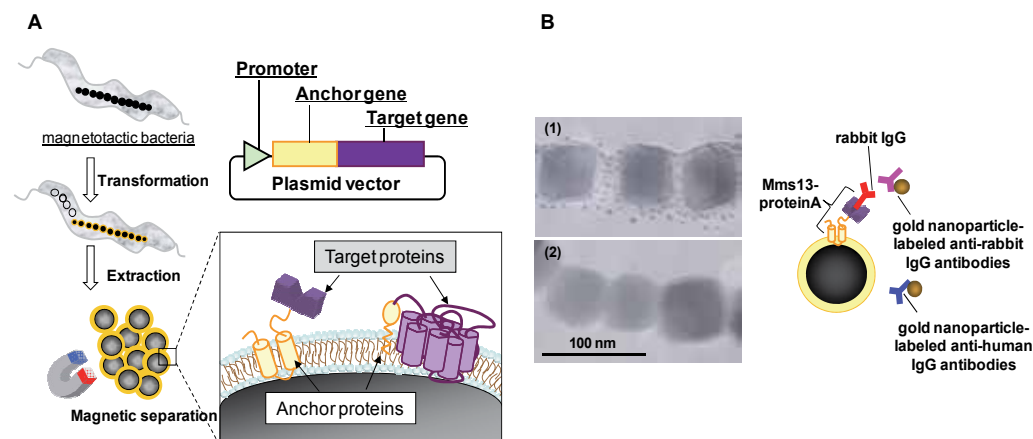 A
magnetotactic bacteria
Transformation
Extraction
Magnetic separation
Promoter
Anchor gene
Target gene
Plasmid vector
Target proteins
Anchor proteins
B
(1)
(2)
100 nm
rabbit IgG
Mms13-
proteinA
gold nanoparticle-
labeled anti-rabbit
IgG antibodies
gold nanoparticle-
labeled anti-human
IgG antibodies